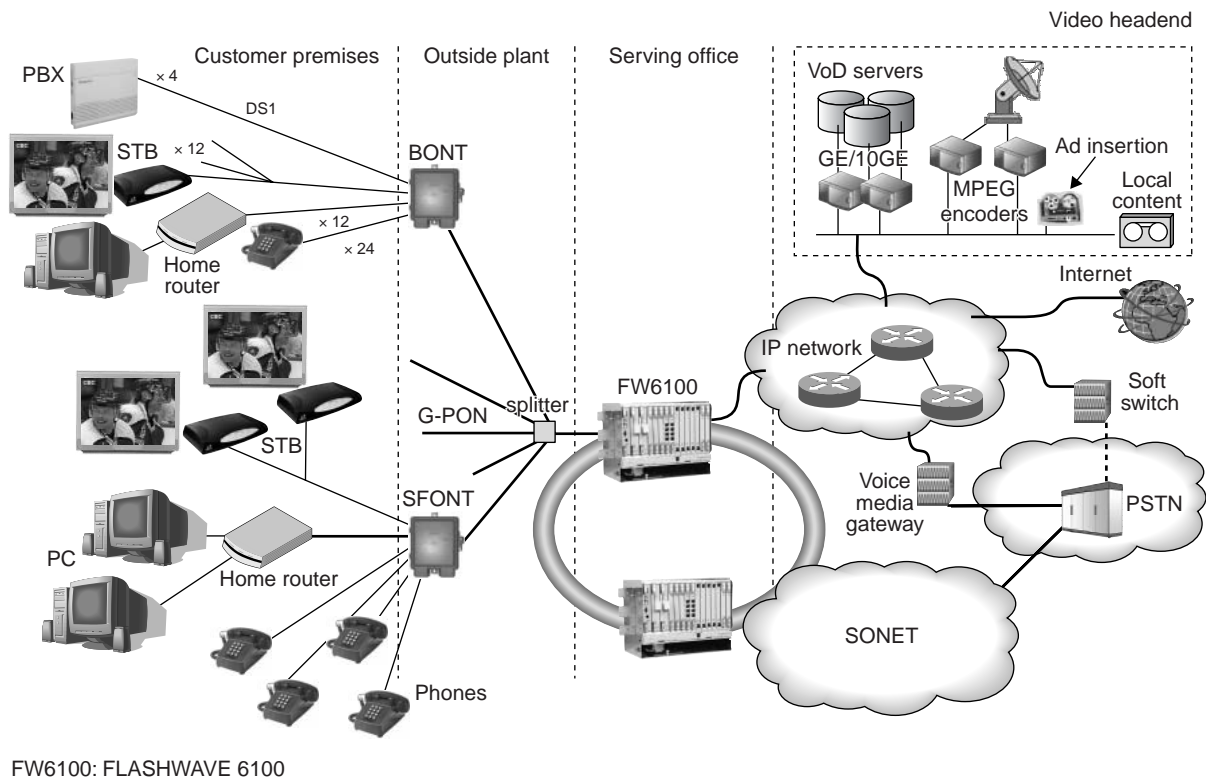 Video headend
Customer premises
Outside plant
Serving office
PBX
× 4
DS1
STB
× 12
BONT
Home
router
× 12
× 24
VoD servers
GE/10GE
MPEG
encoders
Ad insertion
Local
content
Internet
IP network
FW6100
splitter
G-PON
Soft
switch
STB
SFONT
Voice
media
gateway
PSTN
PC
Home router
SONET
Phones
FW6100: FLASHWAVE 6100